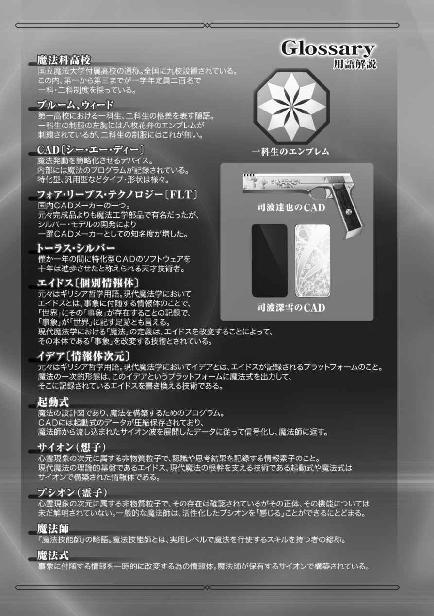 Glossary
用語解説
魔法科高校
国立魔法大学付属高校の通称。全国に九校設置されている。
この内、第一から第三までが一学年定員二百名で
一科・二科制度を採っている。
ブルーム、ウィード
第一高校における一科生、二科生の格差を表す隠語。
一科生の制服の左胸には八枚花弁のエンブレムが
刺繍されているが、二科生の制服にはこれが無い。
一科生のエンブレム
CAD〔シー・エー・ディー〕
魔法発動を簡略化させるデバイス。
内部には魔法のプログラムが記録されている。
特化型、汎用型などタイプ・形状は様々。
フォア・リーブス・テクノロジー〔FLT〕
国内CADメーカーの一つ。
元々完成品よりも魔法工学部品で有名だったが、
シルバー・モデルの開発により
一躍CADメーカーとしての知名度が増した。
司波達也のCAD
トーラス・シルバー
僅か一年の間に特化型CADのソフトウェアを
十年は進歩させたと称えられる天才技術者。
エイドス〔個別情報体〕
元々はギリシア哲学用語。現代魔法学において
エイドスとは、事象に付随する情報体のことで、
「世界」にその「事象」が存在することの記録で、
「事象」が「世界」に記す足跡とも言える。
現代魔法学における「魔法」の定義は、エイドスを改変することによって、
その本体である「事象」を改変する技術とされている。
司波深雪のCAD
イデア〔情報体次元〕
元々はギリシア哲学用語。現代魔法学においてイデアとは、エイドスが記録されるプラットフォームのこと。
魔法の一次的形態は、このイデアというプラットフォームに魔法式を出力して、
そこに記録されているエイドスを書き換える技術である。
起動式
魔法の設計図であり、魔法を構築するためのプログラム。
CADには起動式のデータが圧縮保存されており、
魔法師から流し込まれたサイオン波を展開したデータに従って信号化し、魔法師に返す。
サイオン（想子）
心霊現象の次元に属する非物質粒子で、認識や思考結果を記録する情報素子のこと。
現代魔法の理論的基盤であるエイドス、現代魔法の根幹を支える技術である起動式や魔法式は
サイオンで構築された情報体である。
プシオン（霊子）
心霊現象の次元に属する非物質粒子で、その存在は確認されているがその正体、その機能については
未だ解明されていない。一般的な魔法師は、活性化したプシオンを「感じる」ことができるにとどまる。
魔法師
『魔法技能師』の略語。魔法技能師とは、実用レベルで魔法を行使するスキルを持つ者の総称。
魔法式
事象に付随する情報を一時的に改変する為の情報体。魔法師が保有するサイオンで構築されている。